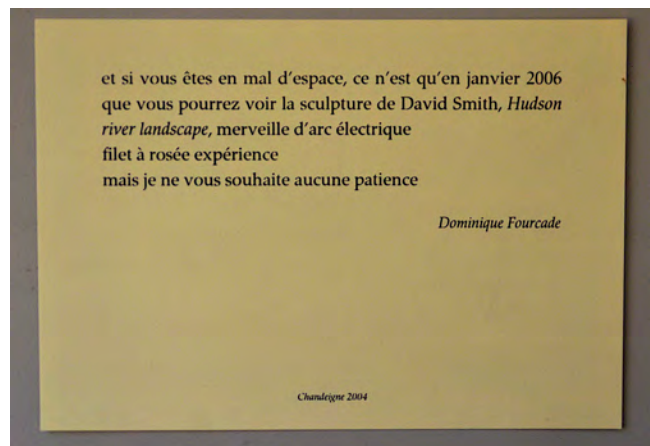 et si vous êtes en mal d'espace, ce n'est qu'en janvier 2006
que vous pourrez voir la sculpture de David Smith, Hudson
river landscape, merveille d'arc électrique
filet à rosée expérience
mais je ne vous souhaite aucune patience
Dominique Fourcade
Chandeigne 2004